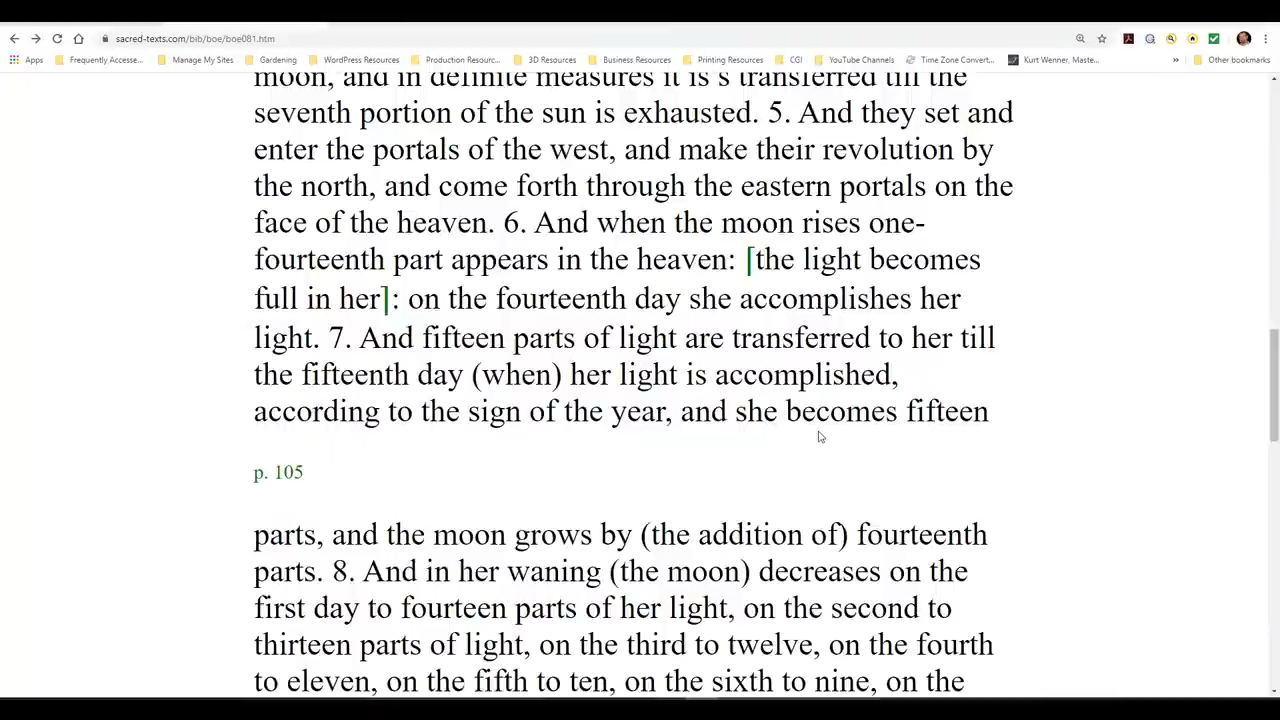 sacred-texts.com/bib/boe/boe081.htm
Apps Frequently Accesse... Manage My Sites Gardening WordPress Resources Production Resourc... 3D Resources Business Resources Printing Resources CGI YouTube Channels Time Zone Convert... Kurt Wenner, Maste... » Other bookmarks
moon, and in definite measures it is s transferred till the
seventh portion of the sun is exhausted. 5. And they set and
enter the portals of the west, and make their revolution by
the north, and come forth through the eastern portals on the
face of the heaven. 6. And when the moon rises one-
fourteenth part appears in the heaven: ⌈the light becomes
full in her⌉: on the fourteenth day she accomplishes her
light. 7. And fifteen parts of light are transferred to her till
the fifteenth day (when) her light is accomplished,
according to the sign of the year, and she becomes fifteen
p. 105
parts, and the moon grows by (the addition of) fourteenth
parts. 8. And in her waning (the moon) decreases on the
first day to fourteen parts of her light, on the second to
thirteen parts of light, on the third to twelve, on the fourth
to eleven, on the fifth to ten, on the sixth to nine, on the